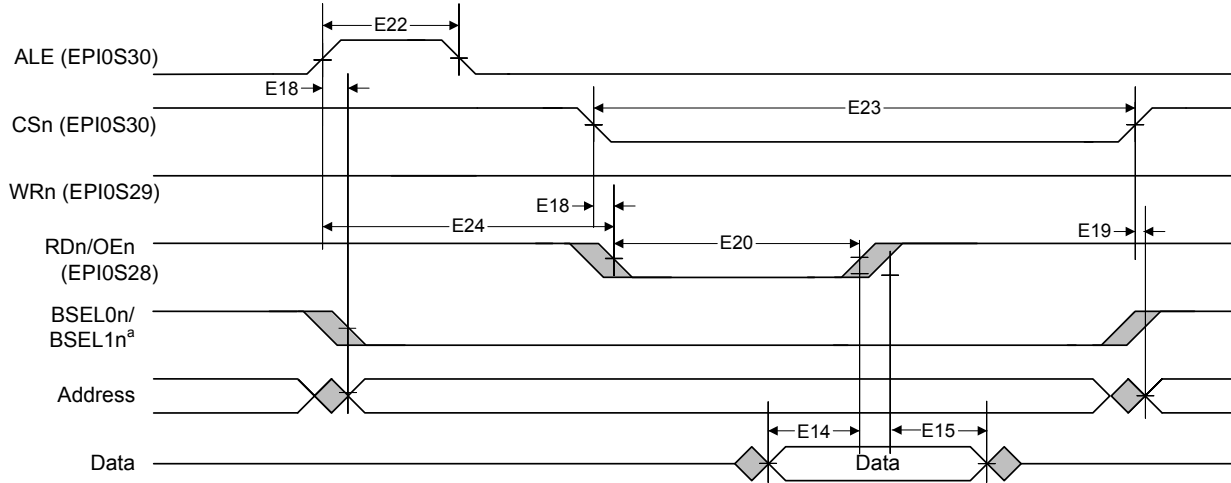 E22
ALE (EPI0S30)
E18
E23
CSn (EPI0S30)
WRn (EPI0S29)
E18
E24
E20
E19
RDn/OEn
(EPI0S28)
BSEL0n/
BSEL1nᵃ
Address
E14
E15
Data
Data